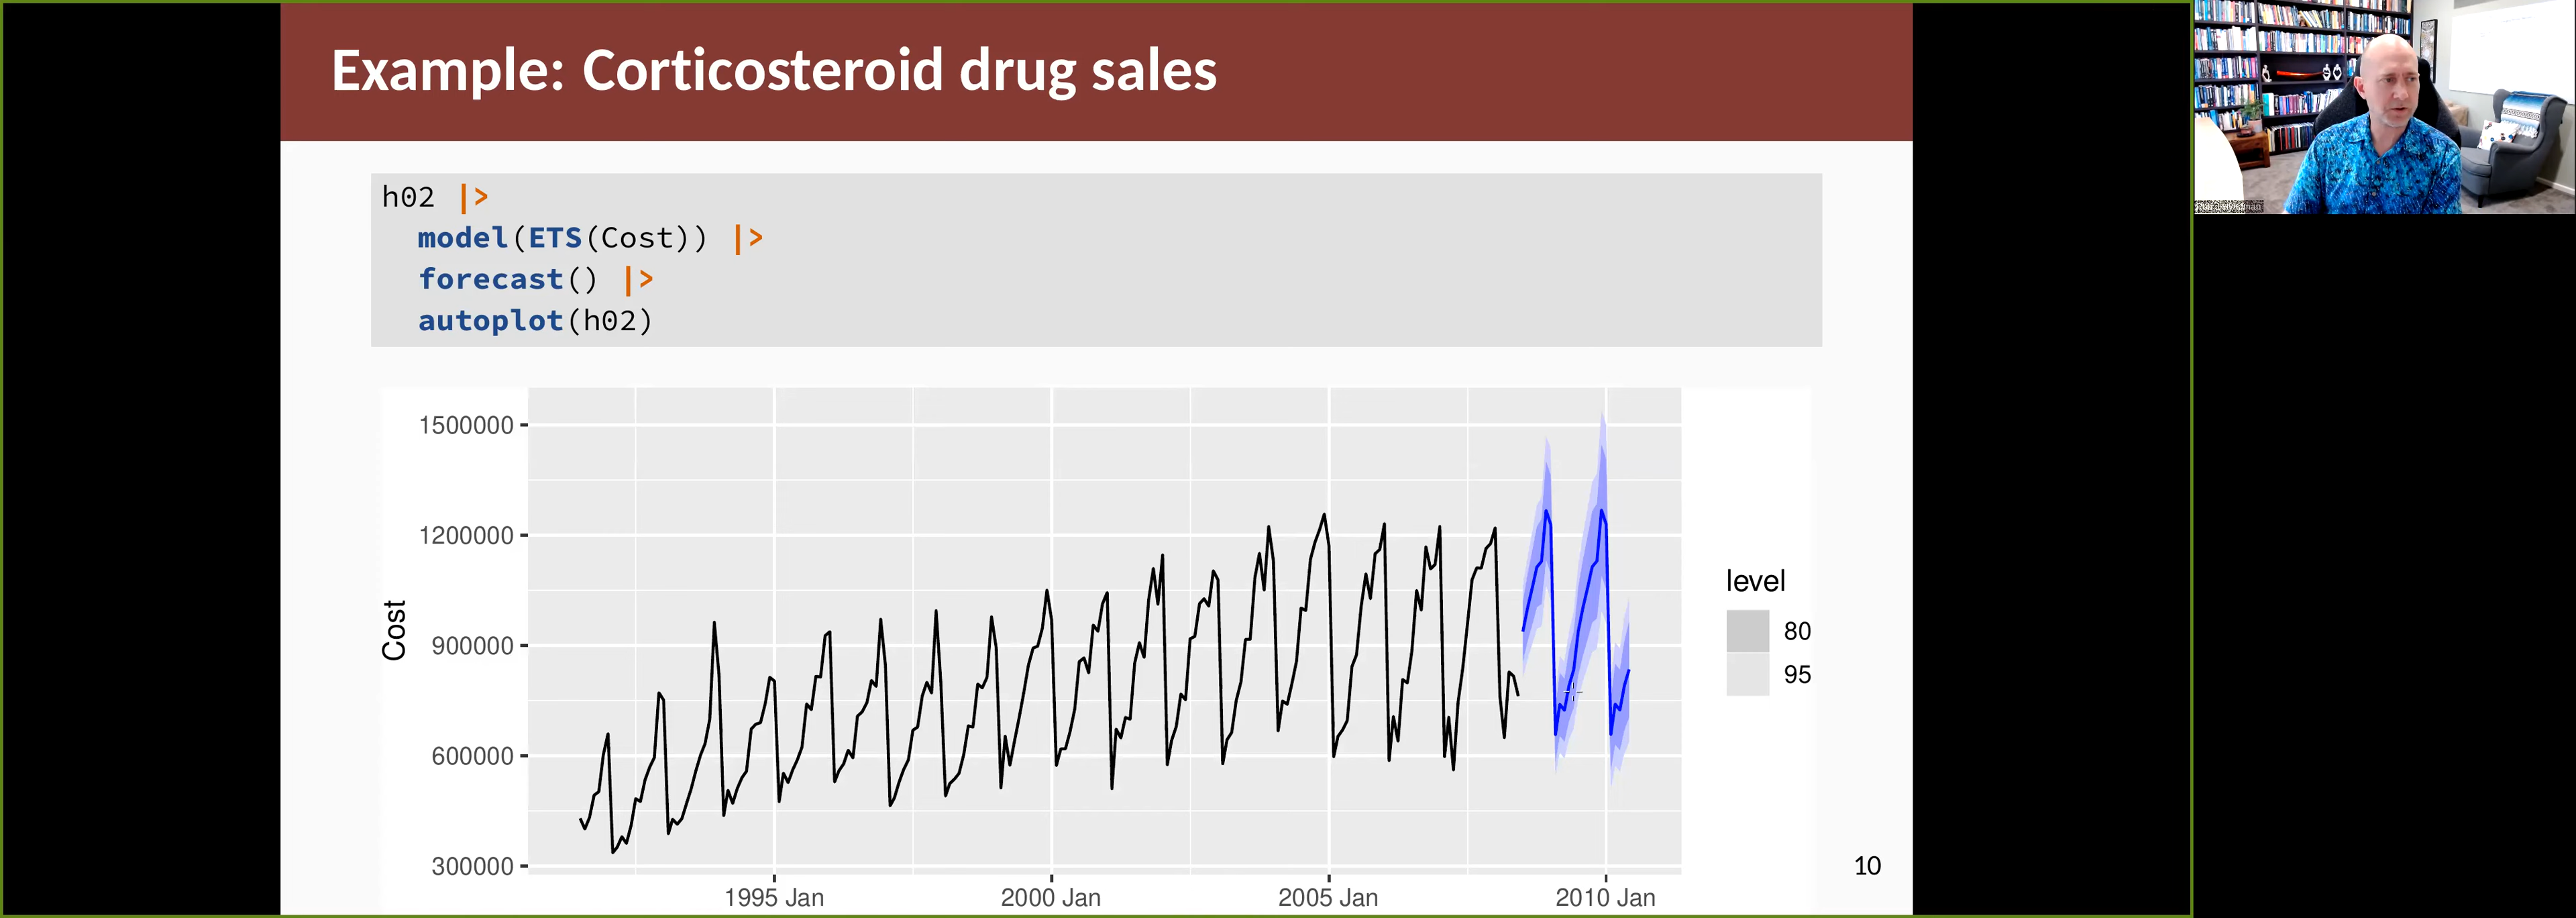 Example: Corticosteroid drug sales
h02 |>
model(ETS(Cost)) |>
forecast() |>
autoplot(h02)
1500000
1200000
900000
600000
300000
Cost
1995 Jan
2000 Jan
2005 Jan
2010 Jan
level
80
95
10